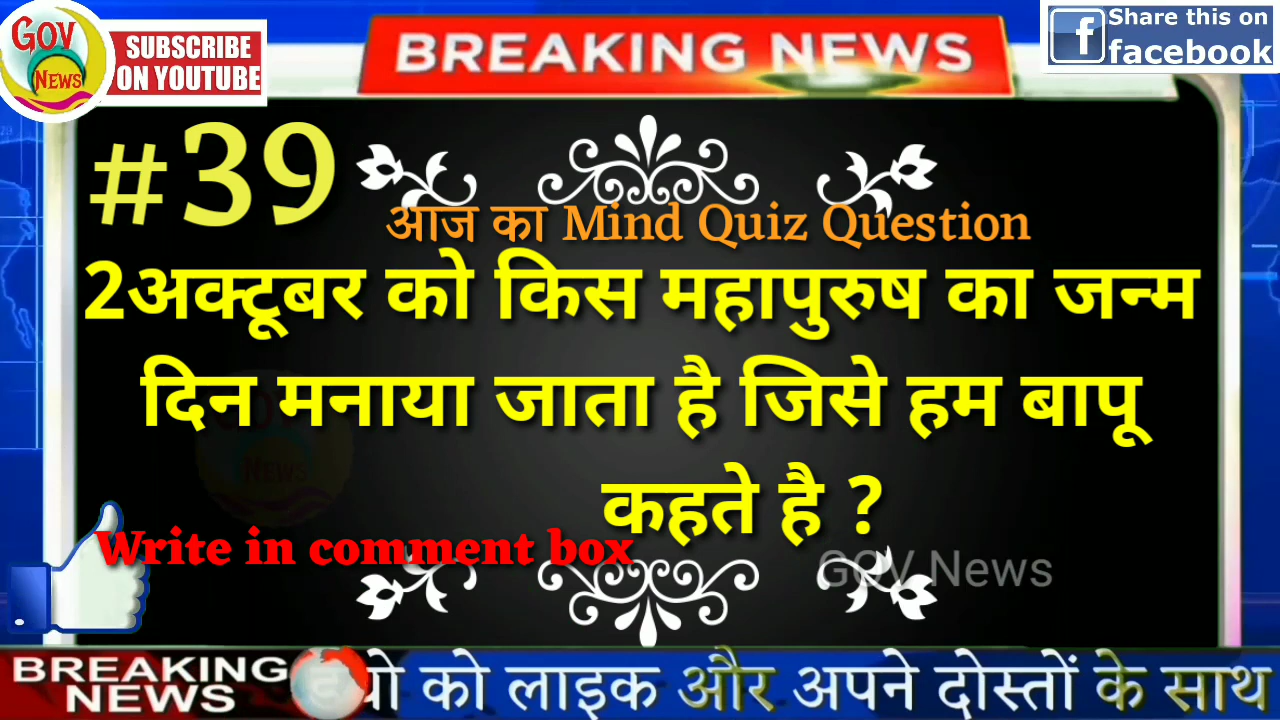 GOV
NEWS
SUBSCRIBE
ON YOUTUBE
BREAKING NEWS
Share this on
facebook
#39
आज का Mind Quiz Question
2अक्टूबर को किस महापुरुष का जन्म
दिन मनाया जाता है जिसे हम बापू
कहते है ?
Write in comment box
GOV News
BREAKING
NEWS
को लाइक और अपने दोस्तों के साथ